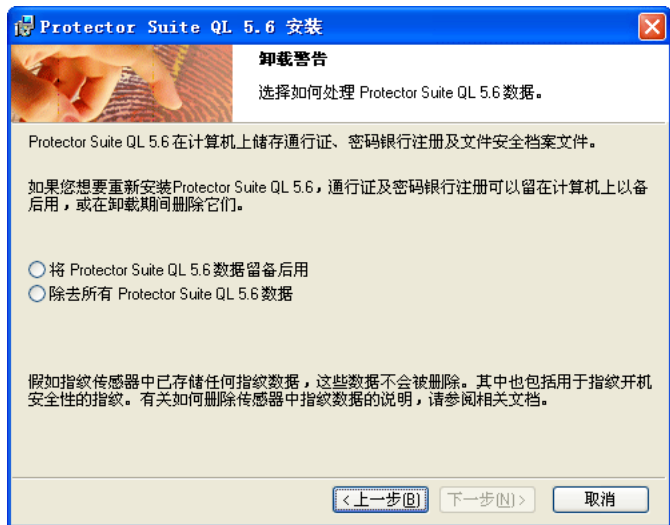 Protector Suite QL 5.6 安装
卸载警告
选择如何处理 Protector Suite QL 5.6数据。
Protector Suite QL 5.6在计算机上储存通行证、密码银行注册及文件安全档案文件。
如果您想要重新安装Protector Suite QL 5.6，通行证及密码银行注册可以留在计算机上以备
后用，或在卸载期间删除它们。
将 Protector Suite QL 5.6数据留备后用
除去所有 Protector Suite QL 5.6数据
假如指纹传感器中已存储任何指纹数据，这些数据不会被删除。其中也包括用于指纹开机
安全性的指纹。有关如何删除传感器中指纹数据的说明，请参阅相关文档。
<上一步(B) 下一步(N)> 取消